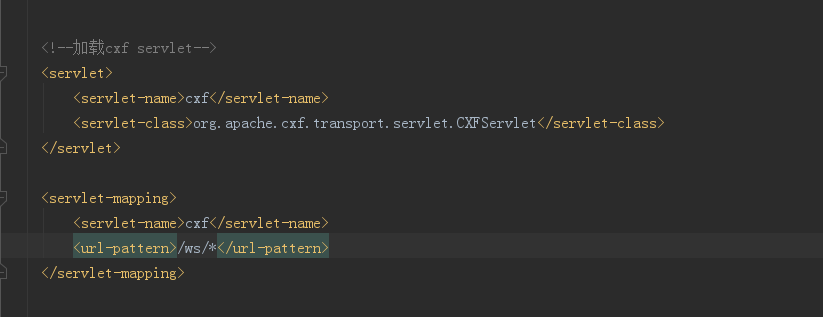 <!--加载cxf servlet-->
<servlet>
<servlet-name>cxf</servlet-name>
<servlet-class>org.apache.cxf.transport.servlet.CXFServlet</servlet-class>
</servlet>
<servlet-mapping>
<servlet-name>cxf</servlet-name>
<url-pattern>/ws/*</url-pattern>
</servlet-mapping>